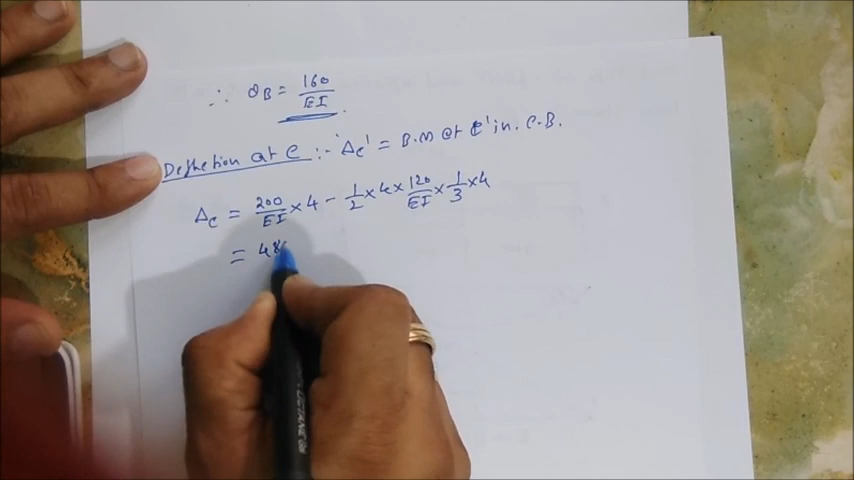 ∴ θB = 160/EI.
Defletion at C :- 'Δc' = B.M at 'C' in. C.B.
Δc = 200/EI × 4 - 1/2 × 4 × 120/EI × 1/3 × 4
= 48